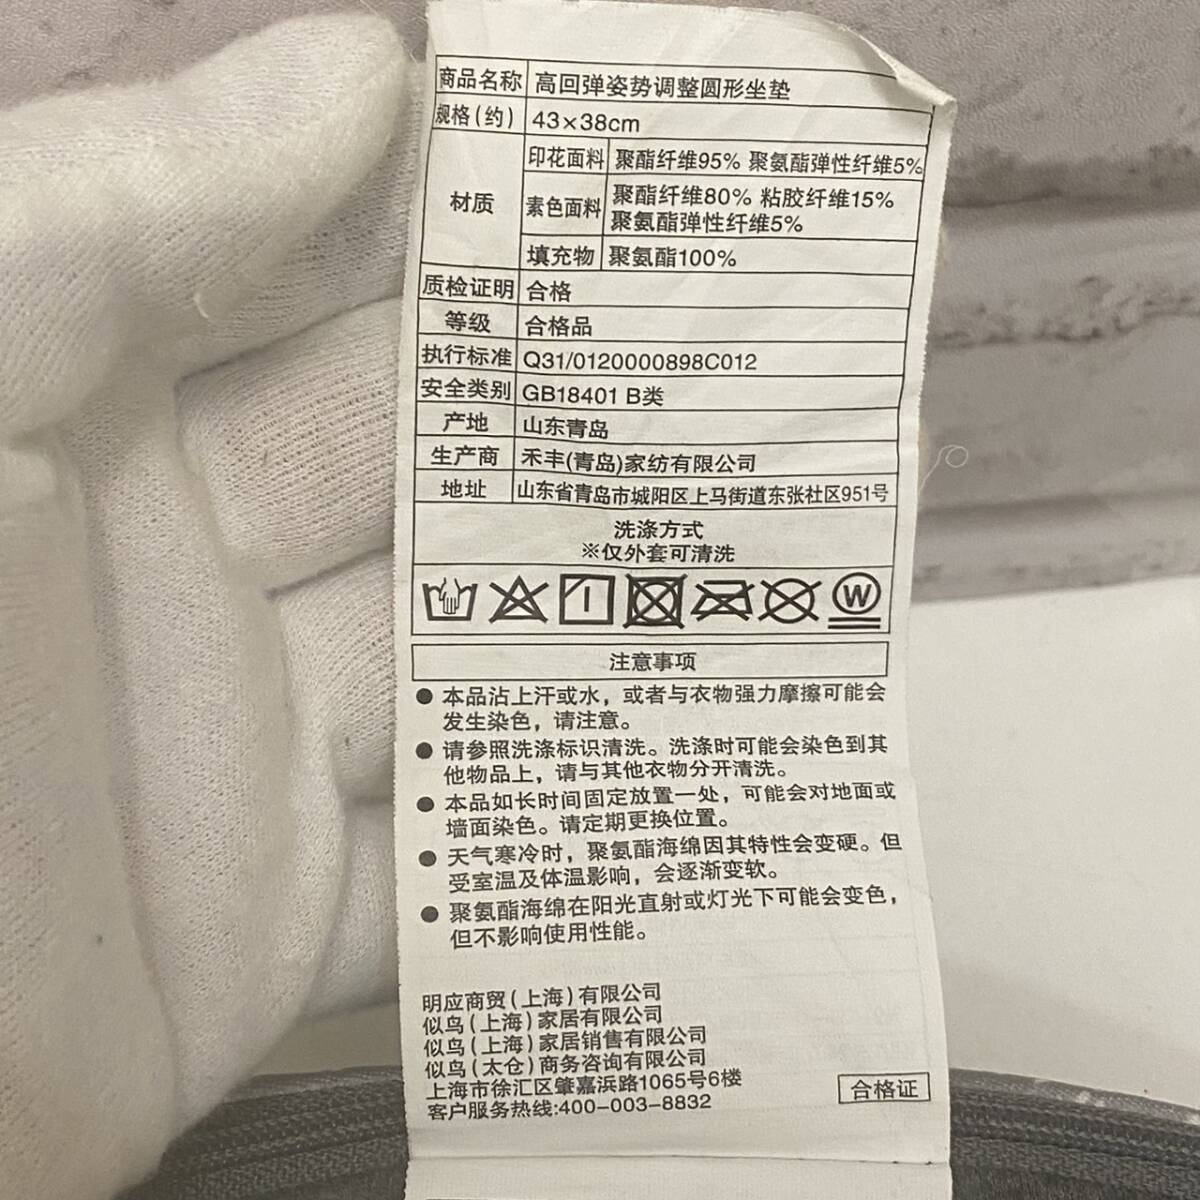 商品名称 高回弹姿势调整圆形坐垫
规格(约) 43×38cm
材质
印花面料 聚酯纤维95% 聚氨酯弹性纤维5%
素色面料 聚酯纤维80% 粘胶纤维15%
聚氨酯弹性纤维5%
填充物 聚氨酯100%
质检证明 合格
等级 合格品
执行标准 Q31/0120000898C012
安全类别 GB18401 B类
产地 山东青岛
生产商 禾丰(青岛)家纺有限公司
地址 山东省青岛市城阳区上马街道东张社区951号
洗涤方式
※仅外套可清洗
W
注意事项
● 本品沾上汗或水，或者与衣物强力摩擦可能会
发生染色，请注意。
● 请参照洗涤标识清洗。洗涤时可能会染色到其
他物品上，请与其他衣物分开清洗。
● 本品如长时间固定放置一处，可能会对地面或
墙面染色。请定期更换位置。
● 天气寒冷时，聚氨酯海绵因其特性会变硬。但
受室温及体温影响，会逐渐变软。
● 聚氨酯海绵在阳光直射或灯光下可能会变色，
但不影响使用性能。
明应商贸(上海)有限公司
似鸟(上海)家居有限公司
似鸟(上海)家居销售有限公司
似鸟(太仓)商务咨询有限公司
上海市徐汇区肇嘉浜路1065号6楼
客户服务热线:400-003-8832
合格证